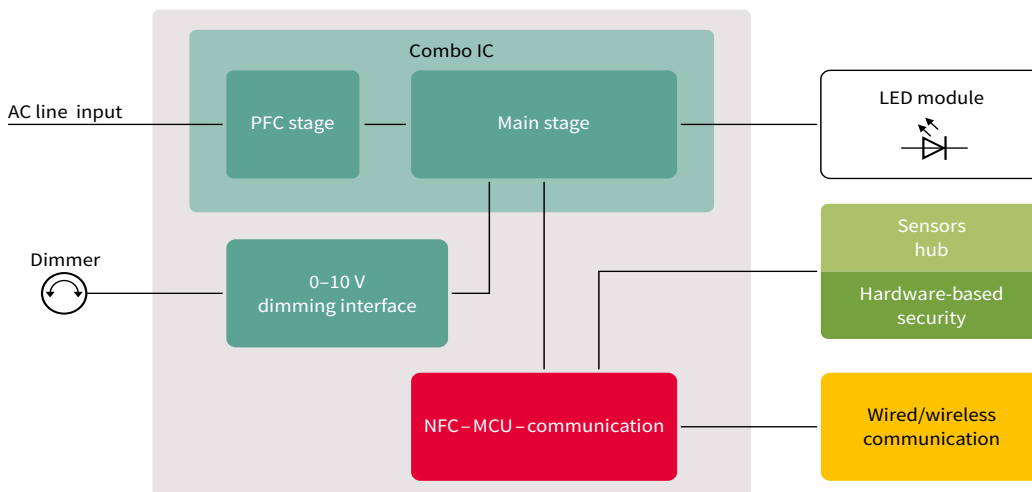 Combo IC
AC line input
PFC stage
Main stage
LED module
Dimmer
0–10 V
dimming interface
Sensors
hub
Hardware-based
security
NFC–MCU–communication
Wired/wireless
communication